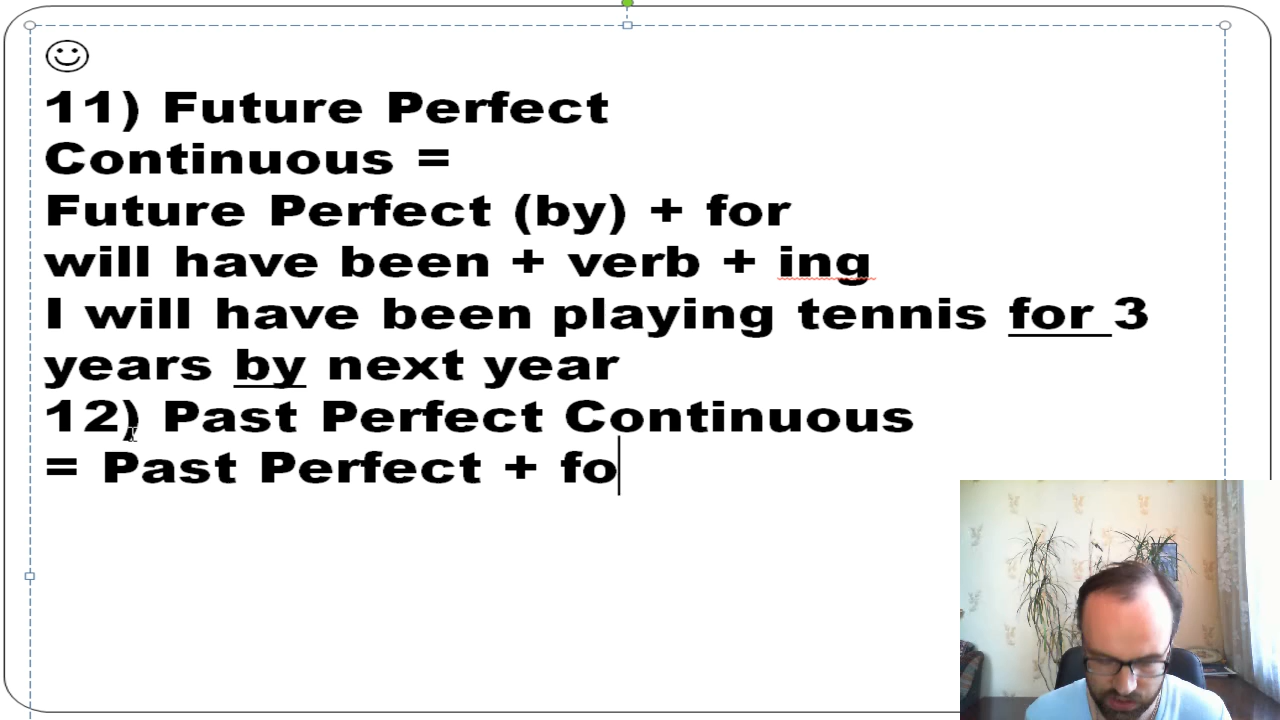 11) Future Perfect
Continuous =
Future Perfect (by) + for
will have been + verb + ing
I will have been playing tennis for 3
years by next year
12) Past Perfect Continuous
= Past Perfect + fo